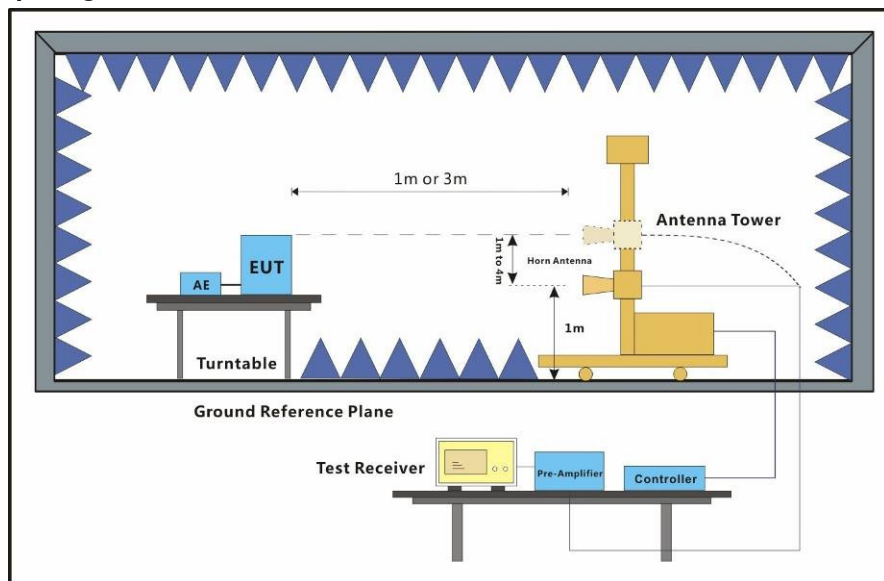 1m or 3m
Antenna Tower
EUT
AE
1m to 4m
Horn Antenna
1m
Turntable
Ground Reference Plane
Test Receiver
Pre-Amplifier
Controller